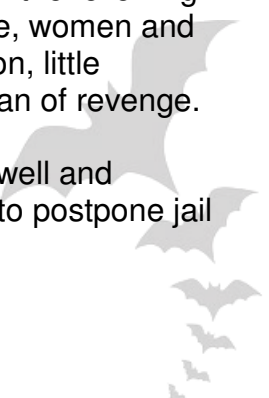 e, women and
on, little
an of revenge.
well and
to postpone jail